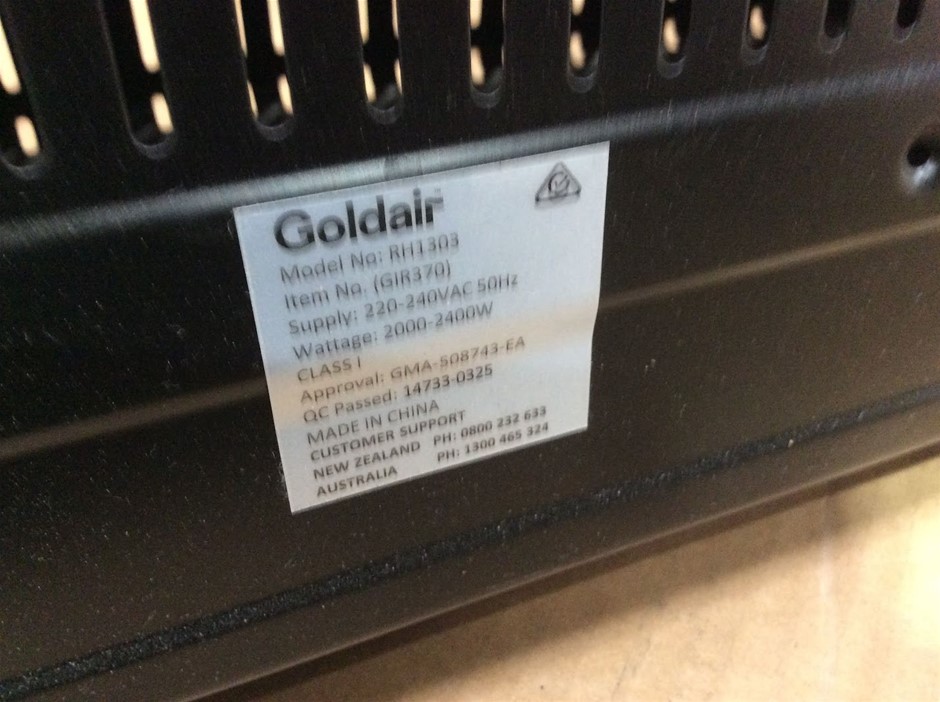 Goldair
Model No: RH1303
Item No. (GIR370)
Supply: 220-240VAC 50Hz
Wattage: 2000-2400W
CLASS I
Approval: GMA-508743-EA
QC Passed: 14733-0325
MADE IN CHINA
CUSTOMER SUPPORT
NEW ZEALAND PH: 0800 232 633
AUSTRALIA PH: 1300 465 324